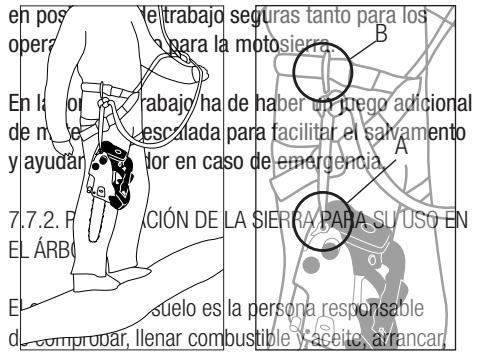 en pos de trabajo seguras tanto para los
opera para la motosierra.
B
En la rabajo ha de haber un juego adicional
de m escalada para facilitar el salvamento
y ayudar dor en caso de emergencia.
A
7.7.2. P ACIÓN DE LA SIERRA PARA SU USO EN
EL ÁRBO
El suelo es la persona responsable
de comprobar, llenar combustible y aceite, arrancar,